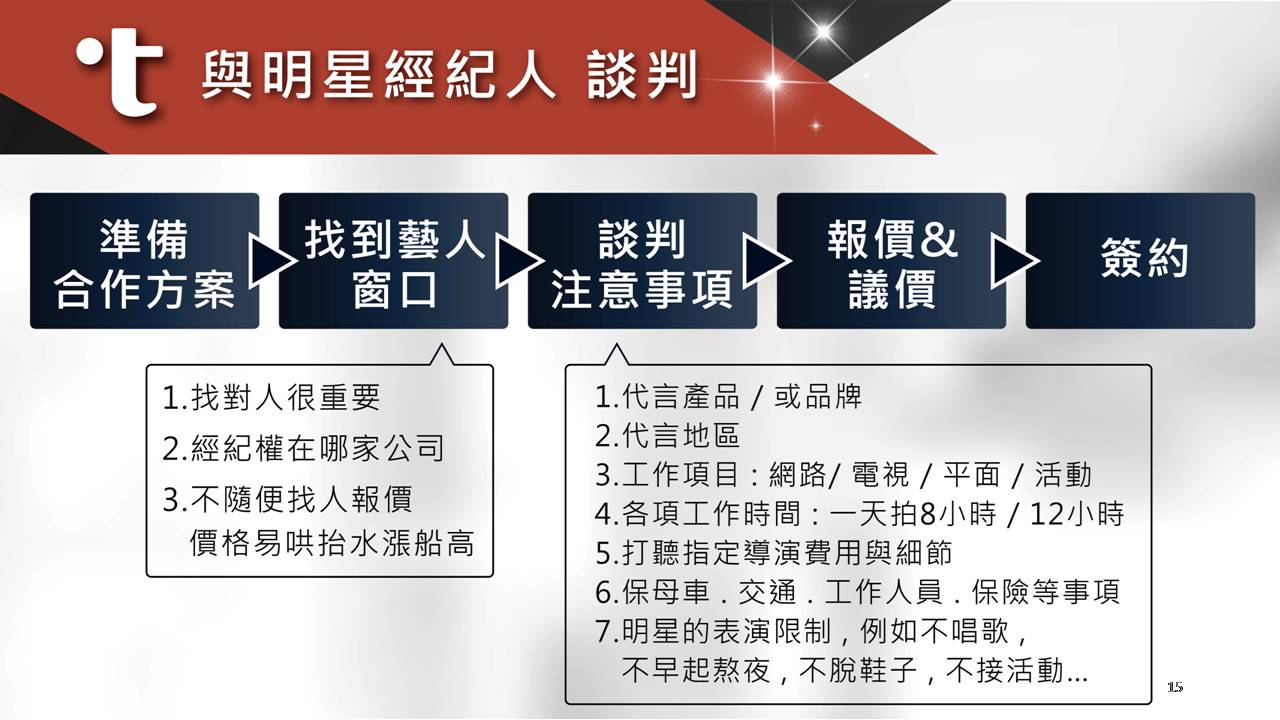 t
與明星經紀人 談判
準備
合作方案
找到藝人
窗口
談判
注意事項
報價&
議價
簽約
1.找對人很重要
2.經紀權在哪家公司
3.不隨便找人報價
價格易哄抬水漲船高
1.代言產品 / 或品牌
2.代言地區
3.工作項目 : 網路/ 電視 / 平面 / 活動
4.各項工作時間 : 一天拍8小時 / 12小時
5.打聽指定導演費用與細節
6.保母車 . 交通 . 工作人員 . 保險等事項
7.明星的表演限制 , 例如不唱歌 ,
不早起熬夜 , 不脫鞋子 , 不接活動...
15